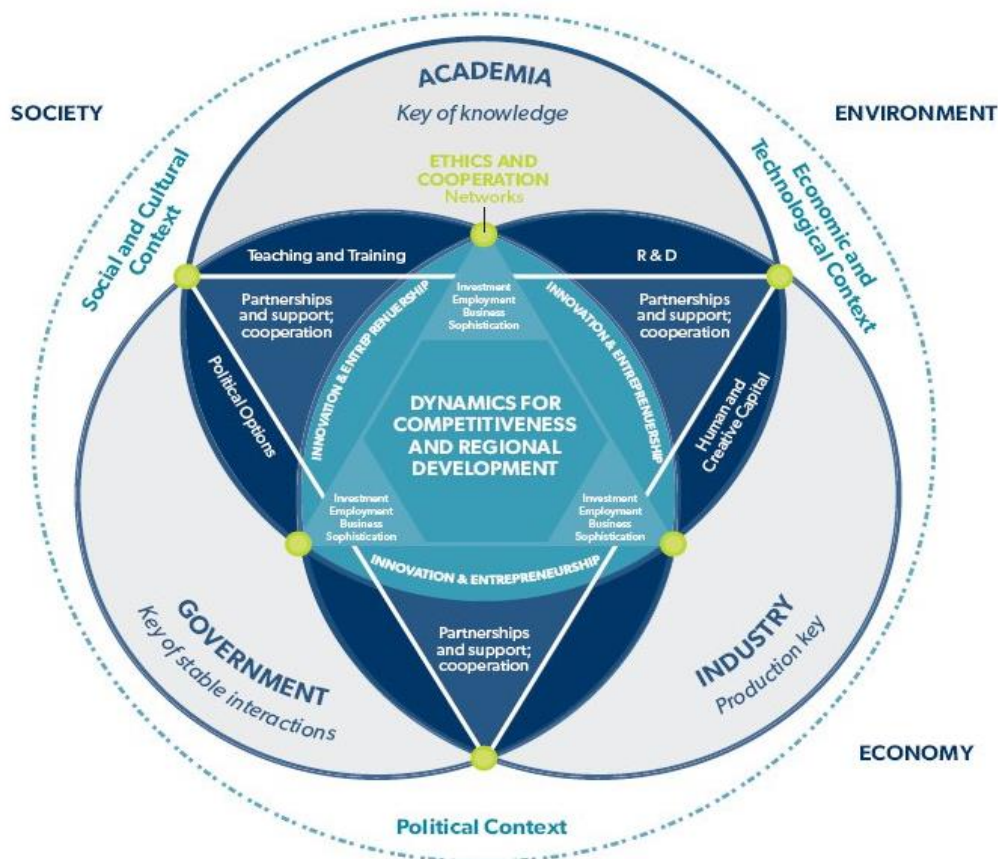 ACADEMIA
Key of knowledge
SOCIETY
ENVIRONMENT
Social and Cultural
Context
Economic and
Technological Context
ETHICS AND
COOPERATION
Networks
Teaching and Training
R & D
Partnerships
and support;
cooperation
Investment
Employment
Business
Sophistication
Partnerships
and support;
cooperation
INNOVATION & ENTREPRENUERSHIP
INNOVATION & ENTREPRENUERSHIP
Political Options
Human and
Creative Capital
DYNAMICS FOR
COMPETITIVENESS
AND REGIONAL
DEVELOPMENT
Investment
Employment
Business
Sophistication
Investment
Employment
Business
Sophistication
INNOVATION & ENTREPRENEURSHIP
GOVERNMENT
Key of stable interactions
Partnerships
and support;
cooperation
INDUSTRY
Production key
ECONOMY
Political Context